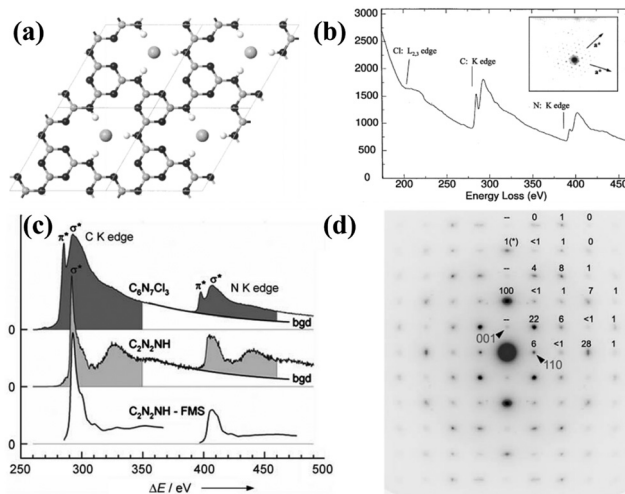 (a)
(b)
3000
2500
2000
1500
1000
500
0
Cl: L2,3 edge
C: K edge
N: K edge
a*
a*
200 250 300 350 400 450
Energy Loss (eV)
(c)
π* σ* C K edge
σ*
C6N7Cl3
π* σ* N K edge
bgd
0
C2N2NH
bgd
0
C2N2NH - FMS
0
250 300 350 400 450 490
ΔE / eV
(d)
– 0 1 0
1(*) <1 1 0
– 4 8 1
100 <1 1 7 1
– 22 6 <1 1
001
6 <1 28 1
110